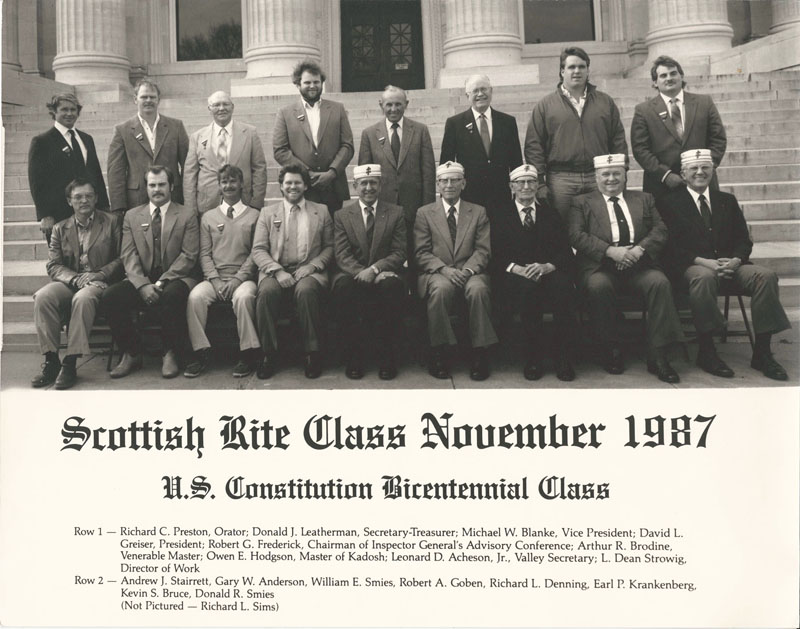 Scottish Rite Class November 1987
U.S. Constitution Bicentennial Class
Row 1 — Richard C. Preston, Orator; Donald J. Leatherman, Secretary-Treasurer; Michael W. Blanke, Vice President; David L.
Greiser, President; Robert G. Frederick, Chairman of Inspector General's Advisory Conference; Arthur R. Brodine,
Venerable Master; Owen E. Hodgson, Master of Kadosh; Leonard D. Acheson, Jr., Valley Secretary; L. Dean Strowig,
Director of Work
Row 2 — Andrew J. Stairrett, Gary W. Anderson, William E. Smies, Robert A. Goben, Richard L. Denning, Earl P. Krankenberg,
Kevin S. Bruce, Donald R. Smies
(Not Pictured — Richard L. Sims)